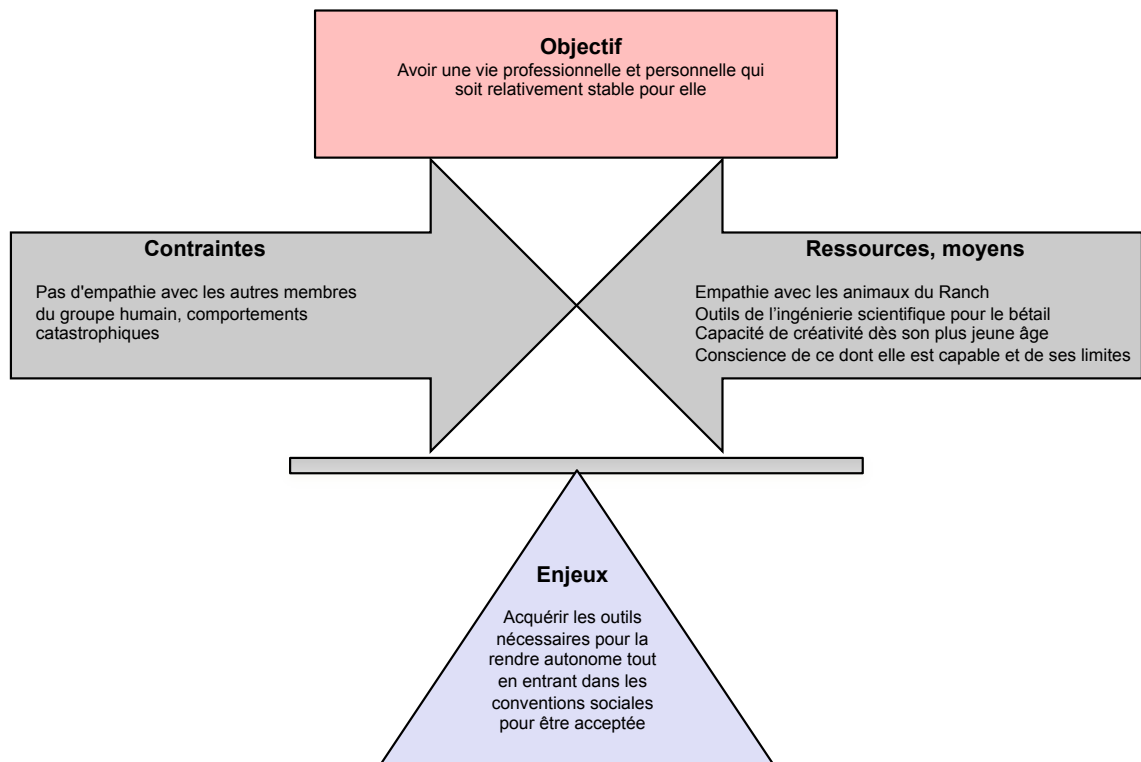 Objectif
Avoir une vie professionnelle et personnelle qui
soit relativement stable pour elle
Contraintes
Pas d'empathie avec les autres membres
du groupe humain, comportements
catastrophiques
Ressources, moyens
Empathie avec les animaux du Ranch
Outils de l’ingénierie scientifique pour le bétail
Capacité de créativité dès son plus jeune âge
Conscience de ce dont elle est capable et de ses limites
Enjeux
Acquérir les outils
nécessaires pour la
rendre autonome tout
en entrant dans les
conventions sociales
pour être acceptée